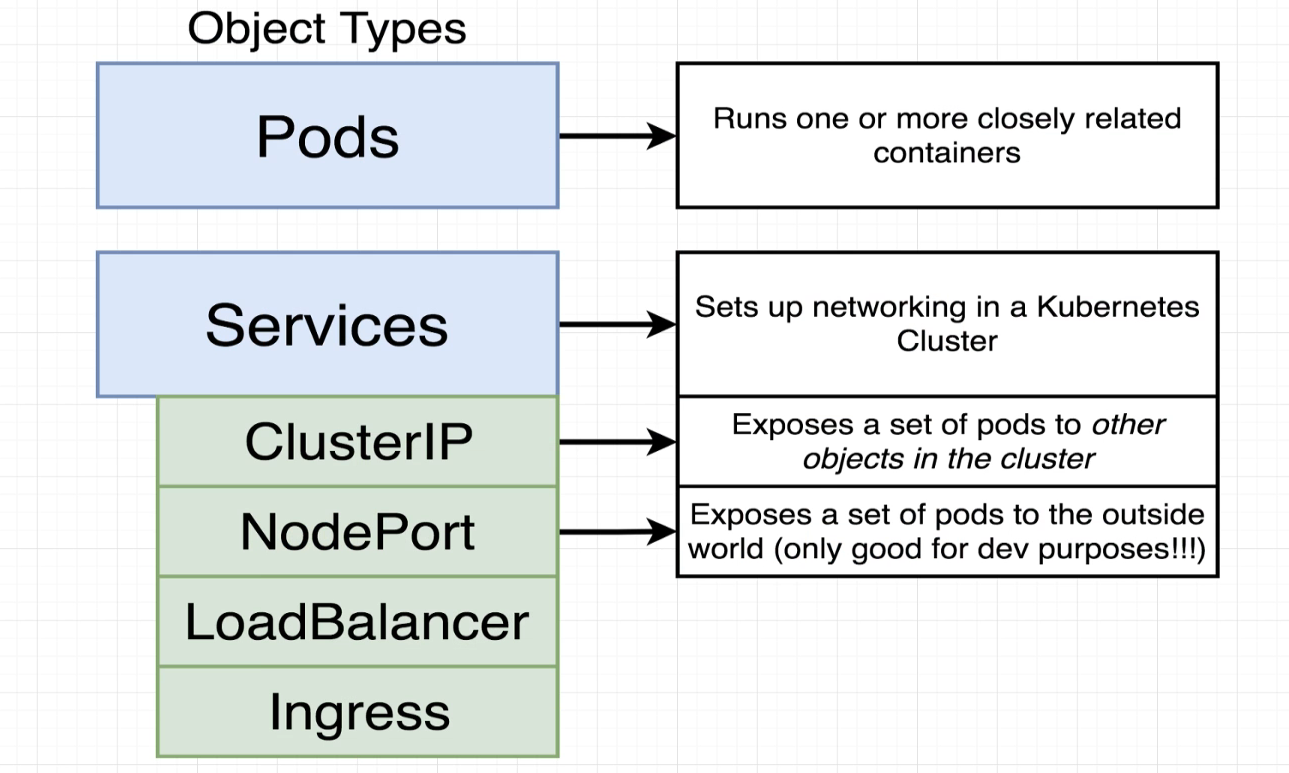 Object Types
Pods
Runs one or more closely related
containers
Services
Sets up networking in a Kubernetes
Cluster
ClusterIP
Exposes a set of pods to other
objects in the cluster
NodePort
Exposes a set of pods to the outside
world (only good for dev purposes!!!)
LoadBalancer
Ingress